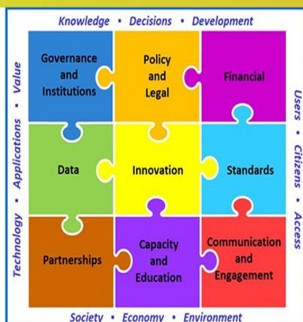 Knowledge • Decisions • Development
Governance
and
Institutions
Policy
and
Legal
Financial
Data
Innovation
Standards
Partnerships
Capacity
and
Education
Communication
and
Engagement
Technology • Applications • Value
Users • Citizens • Access
Society • Economy • Environment